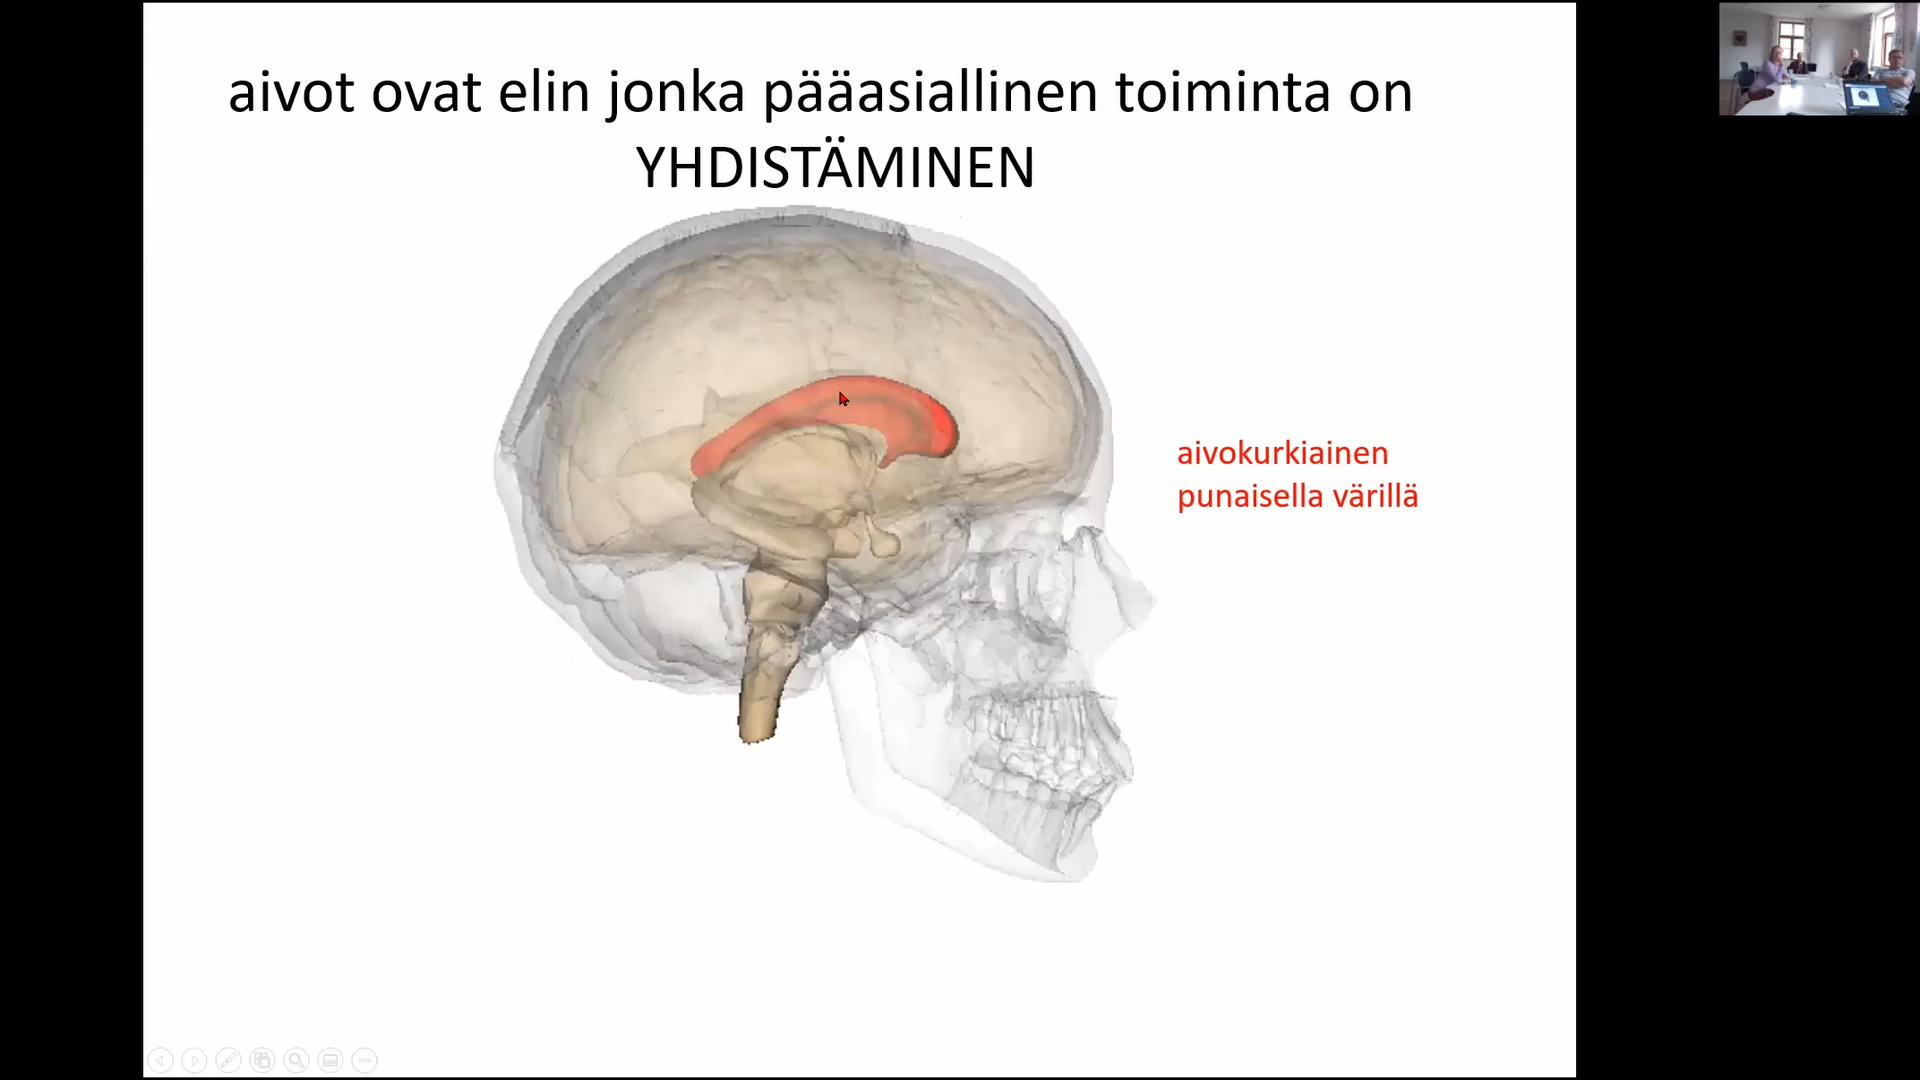 aivot ovat elin jonka pääasiallinen toiminta on
YHDISTÄMINEN
aivokurkiainen
punaisella värillä